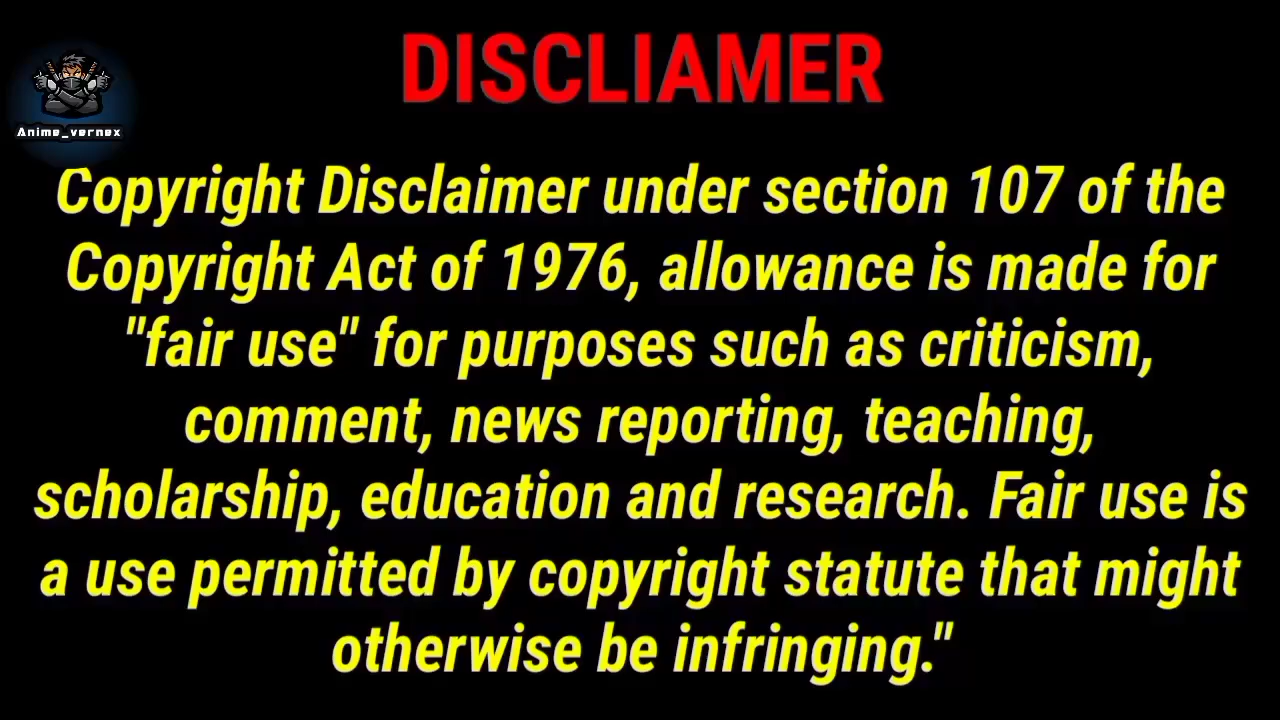 DISCLIAMER
Anime_vernex
Copyright Disclaimer under section 107 of the
Copyright Act of 1976, allowance is made for
"fair use" for purposes such as criticism,
comment, news reporting, teaching,
scholarship, education and research. Fair use is
a use permitted by copyright statute that might
otherwise be infringing."